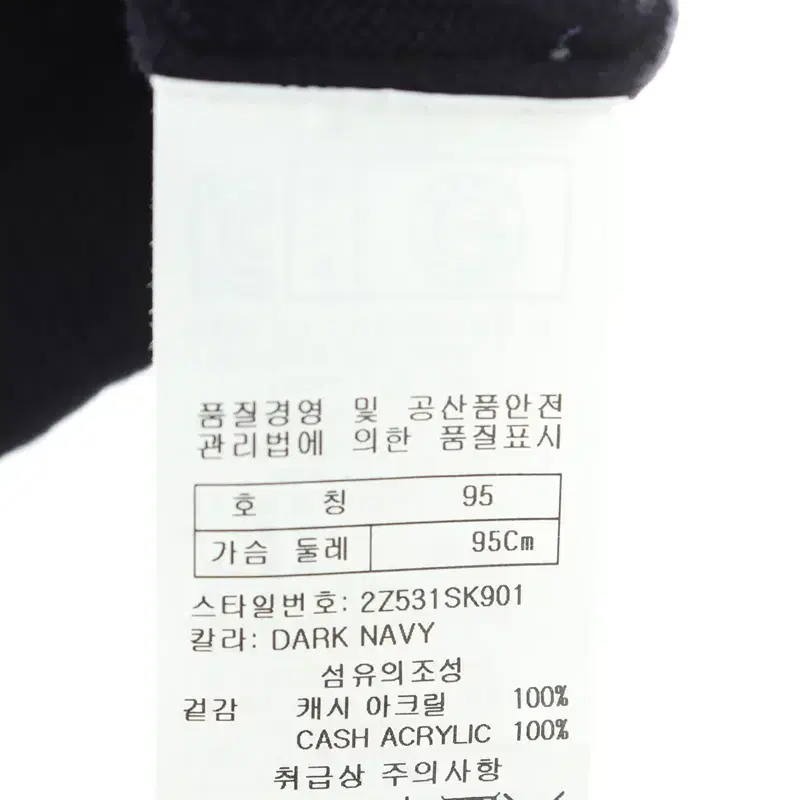 품질경영 및 공산품안전
관리법에 의한 품질표시
호 칭 95
가슴 둘레 95Cm
스타일번호: 2Z531SK901
칼라: DARK NAVY
섬유의조성
겉감 캐시 아크릴 100%
CASH ACRYLIC 100%
취급상 주의사항